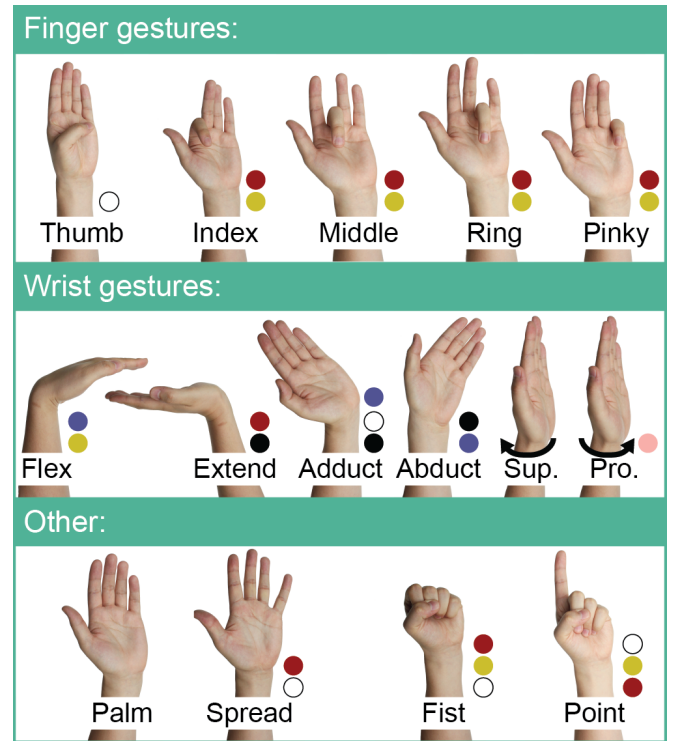 Finger gestures:
Thumb Index Middle Ring Pinky
Wrist gestures:
Flex Extend Adduct Abduct Sup. Pro.
Other:
Palm Spread Fist Point